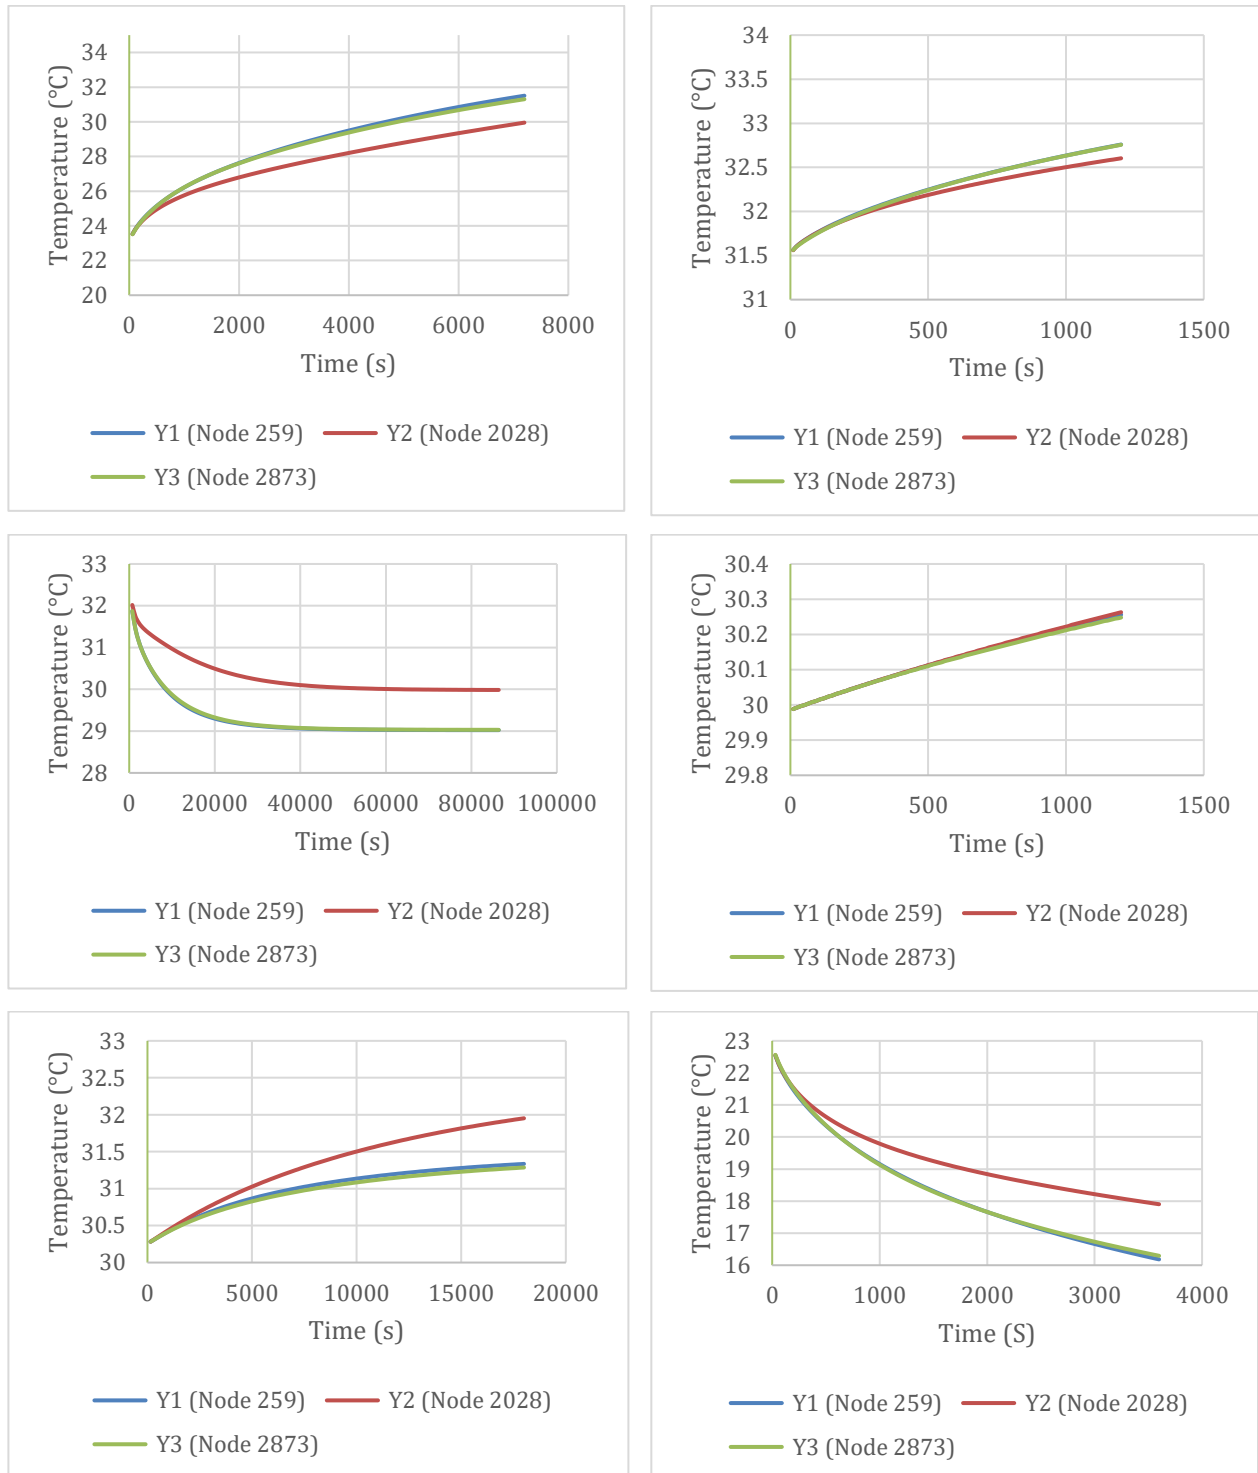 Temperature (°C)
34
32
30
28
26
24
22
20
0 2000 4000 6000 8000
Time (s)
Y1 (Node 259) Y2 (Node 2028)
Y3 (Node 2873)
Temperature (°C)
34
33.5
33
32.5
32
31.5
31
0 500 1000 1500
Time (s)
Y1 (Node 259) Y2 (Node 2028)
Y3 (Node 2873)
Temperature (°C)
33
32
31
30
29
28
0 20000 40000 60000 80000 100000
Time (s)
Y1 (Node 259) Y2 (Node 2028)
Y3 (Node 2873)
Temperature (°C)
30.4
30.3
30.2
30.1
30
29.9
29.8
0 500 1000 1500
Time (s)
Y1 (Node 259) Y2 (Node 2028)
Y3 (Node 2873)
Temperature (°C)
33
32.5
32
31.5
31
30.5
30
0 5000 10000 15000 20000
Time (s)
Y1 (Node 259) Y2 (Node 2028)
Y3 (Node 2873)
Temperature (°C)
23
22
21
20
19
18
17
16
0 1000 2000 3000 4000
Time (S)
Y1 (Node 259) Y2 (Node 2028)
Y3 (Node 2873)